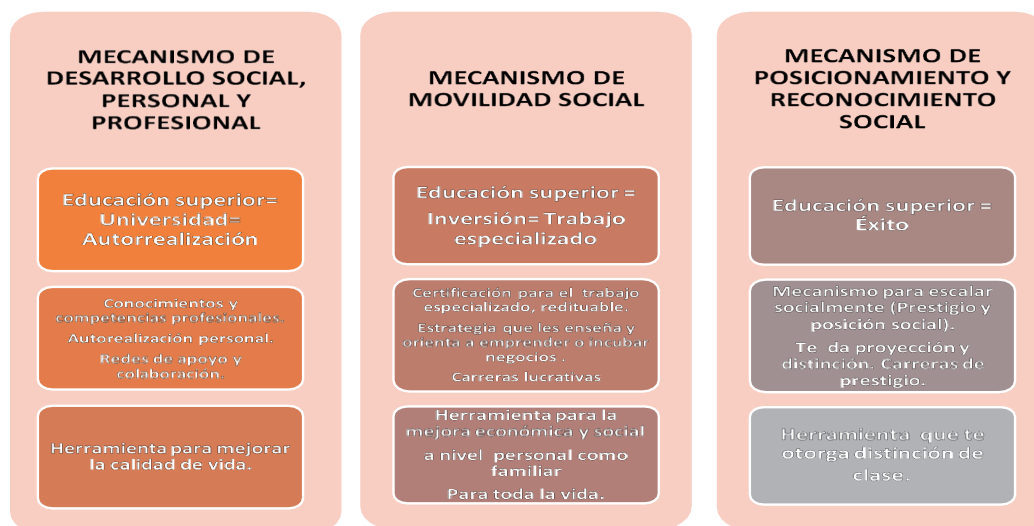 MECANISMO DE
DESARROLLO SOCIAL,
PERSONAL Y
PROFESIONAL
Educación superior=
Universidad=
Autorrealización
Conocimientos y
competencias profesionales.
Autorealización personal.
Redes de apoyo y
colaboración.
Herramienta para mejorar
la calidad de vida.
MECANISMO DE
MOVILIDAD SOCIAL
Educación superior =
Inversión= Trabajo
especializado
Certificación para el trabajo
especializado, redituable.
Estrategia que les enseña y
orienta a emprender o incubar
negocios .
Carreras lucrativas
Herramienta para la
mejora económica y social
a nivel personal como
familiar
Para toda la vida.
MECANISMO DE
POSICIONAMIENTO Y
RECONOCIMIENTO
SOCIAL
Educación superior =
Éxito
Mecanismo para escalar
socialmente (Prestigio y
posición social).
Te da proyección y
distinción. Carreras de
prestigio.
Herramienta que te
otorga distinción de
clase.